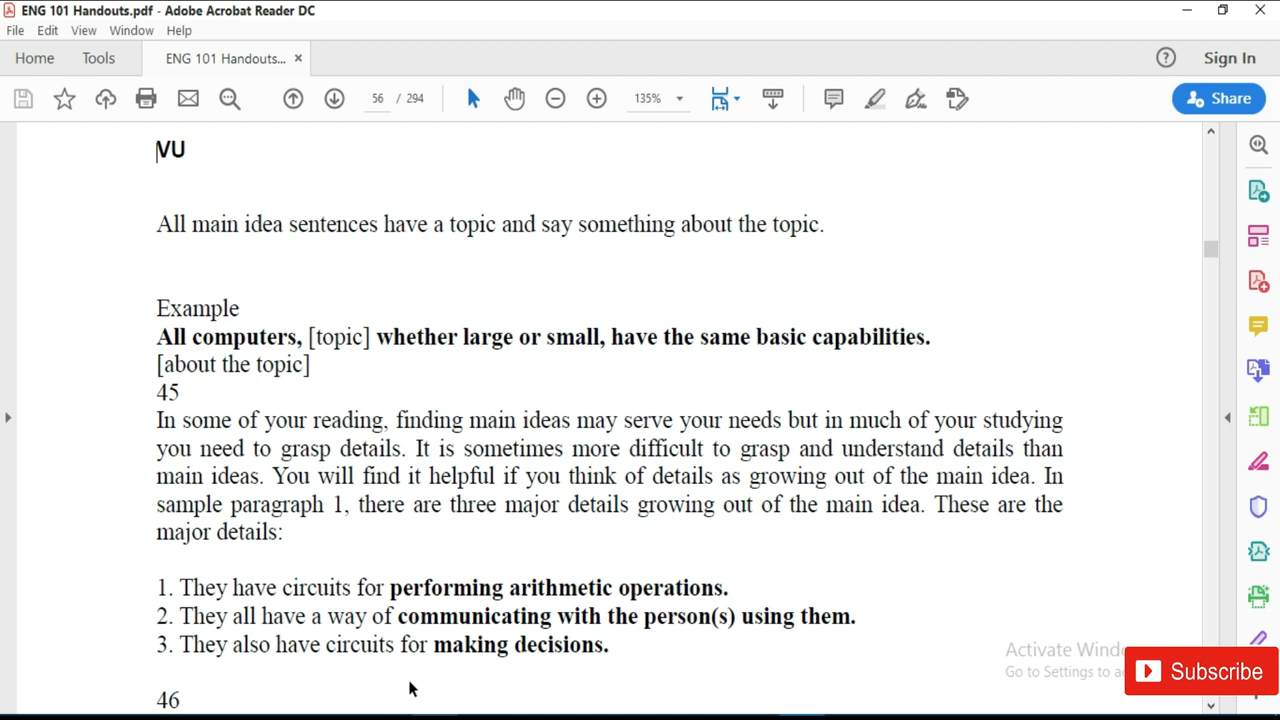 ENG 101 Handouts.pdf - Adobe Acrobat Reader DC
File Edit View Window Help
Home Tools ENG 101 Handouts... × Sign In
56 / 294 135% Share
VU
All main idea sentences have a topic and say something about the topic.
Example
All computers, [topic] whether large or small, have the same basic capabilities.
[about the topic]
45
In some of your reading, finding main ideas may serve your needs but in much of your studying
you need to grasp details. It is sometimes more difficult to grasp and understand details than
main ideas. You will find it helpful if you think of details as growing out of the main idea. In
sample paragraph 1, there are three major details growing out of the main idea. These are the
major details:
1. They have circuits for performing arithmetic operations.
2. They all have a way of communicating with the person(s) using them.
3. They also have circuits for making decisions.
Activate
Go to Settings to
Subscribe
46